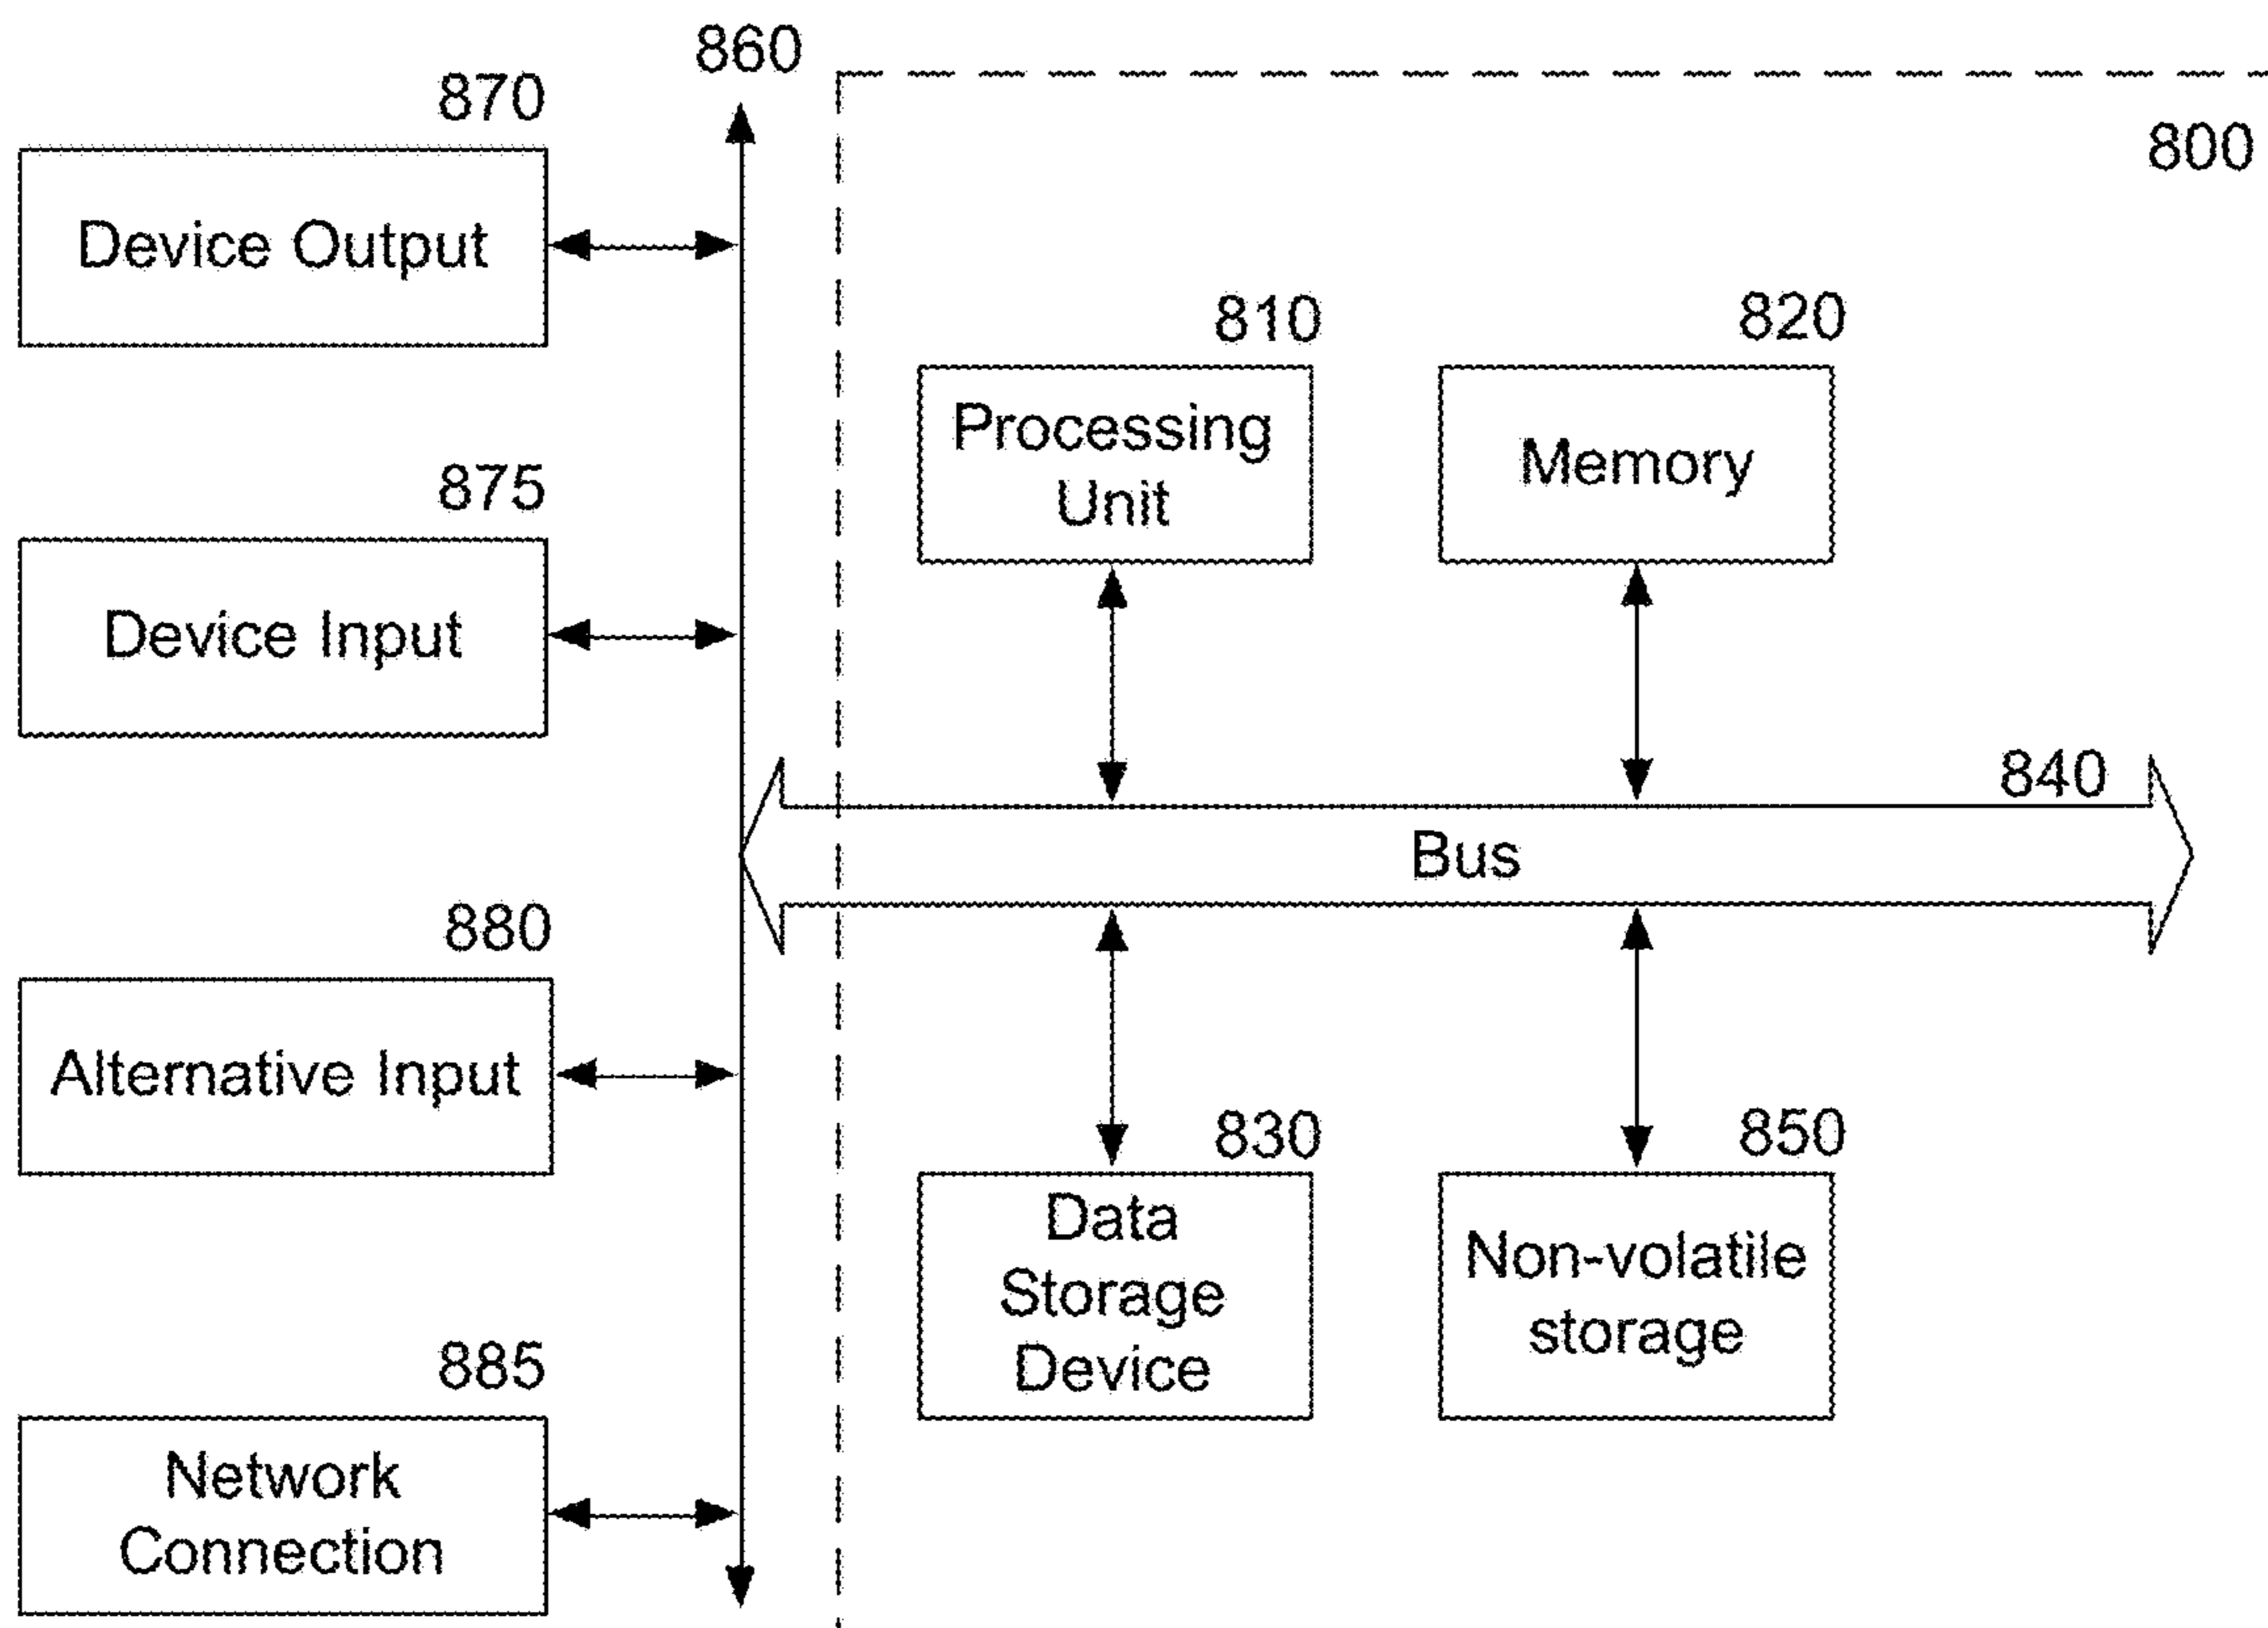 860
870
800
Device Output
810
820
Processing
Unit
Memory
875
Device Input
840
Bus
880
Alternative Input
830
850
Data
Storage
Device
Non-volatile
storage
885
Network
Connection